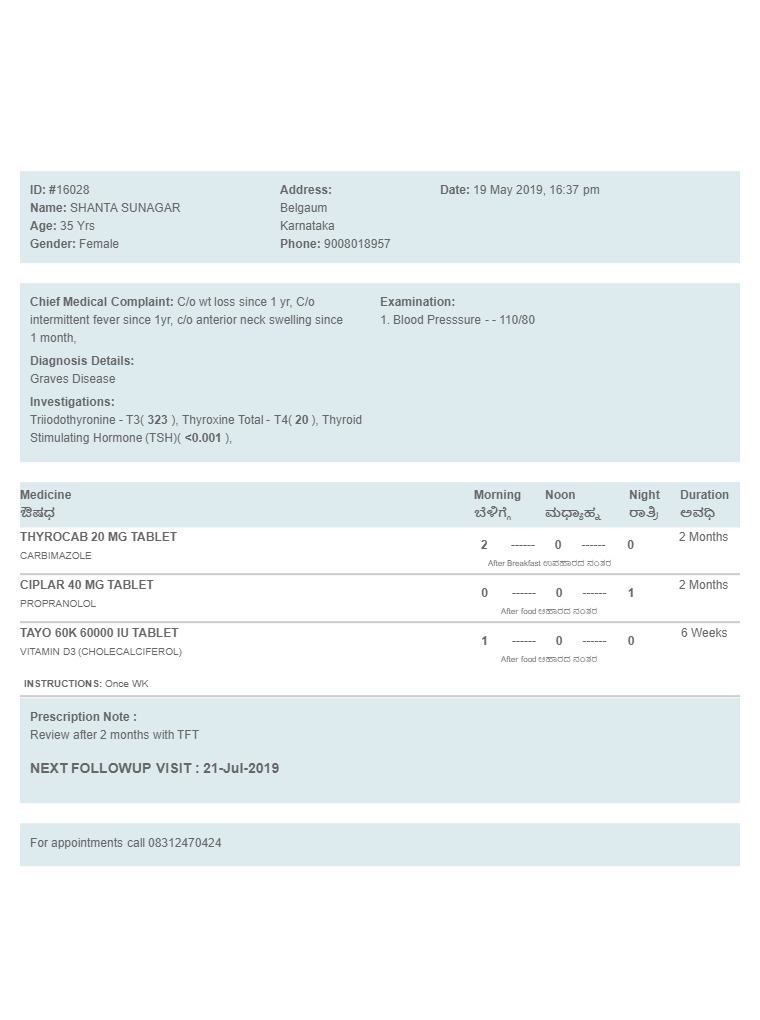 ID: #16028
Name: SHANTA SUNAGAR
Age: 35 Yrs
Gender: Female
Address:
Belgaum
Karnataka
Phone: 9008018957
Date: 19 May 2019, 16:37 pm
Chief Medical Complaint: C/o wt loss since 1 yr, C/o
intermittent fever since 1yr, c/o anterior neck swelling since
1 month,
Diagnosis Details:
Graves Disease
Investigations:
Triiodothyronine - T3( 323 ), Thyroxine Total - T4( 20 ), Thyroid
Stimulating Hormone (TSH)( <0.001 ),
Examination:
1. Blood Presssure - - 110/80
Medicine Morning Noon Night Duration
ಔಷಧ ಬೆಳಿಗ್ಗೆ ಮಧ್ಯಾಹ್ನ ರಾತ್ರಿ ಅವಧಿ
THYROCAB 20 MG TABLET 2 ------ 0 ------ 0 2 Months
CARBIMAZOLE
After Breakfast ಉಪಹಾರದ ನಂತರ
CIPLAR 40 MG TABLET 0 ------ 0 ------ 1 2 Months
PROPRANOLOL
After food ಆಹಾರದ ನಂತರ
TAYO 60K 60000 IU TABLET 1 ------ 0 ------ 0 6 Weeks
VITAMIN D3 (CHOLECALCIFEROL)
After food ಆಹಾರದ ನಂತರ
INSTRUCTIONS: Once WK
Prescription Note :
Review after 2 months with TFT
NEXT FOLLOWUP VISIT : 21-Jul-2019
For appointments call 08312470424